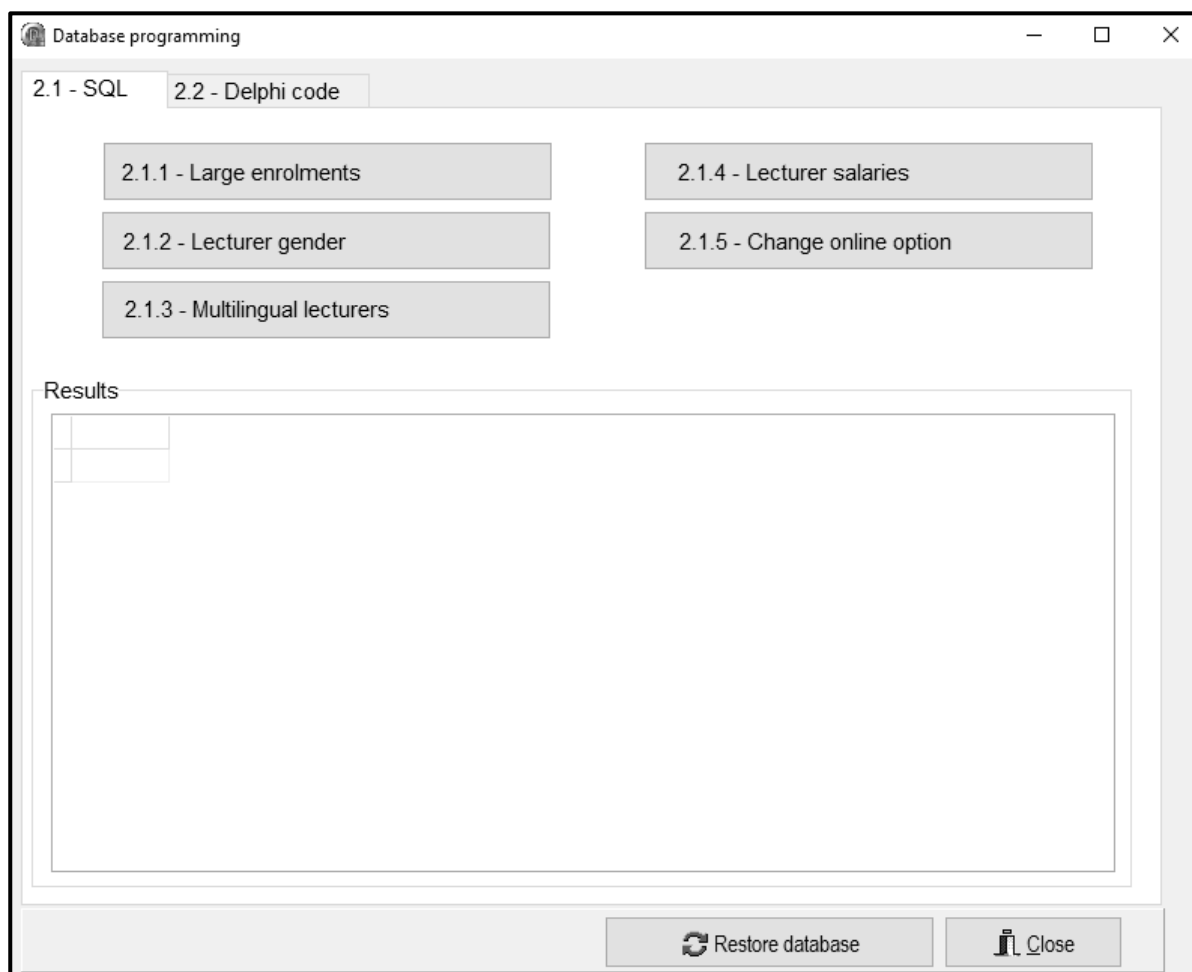 Database programming
2.1 - SQL
2.2 - Delphi code
2.1.1 - Large enrolments
2.1.4 - Lecturer salaries
2.1.2 - Lecturer gender
2.1.5 - Change online option
2.1.3 - Multilingual lecturers
Results
Restore database
Close